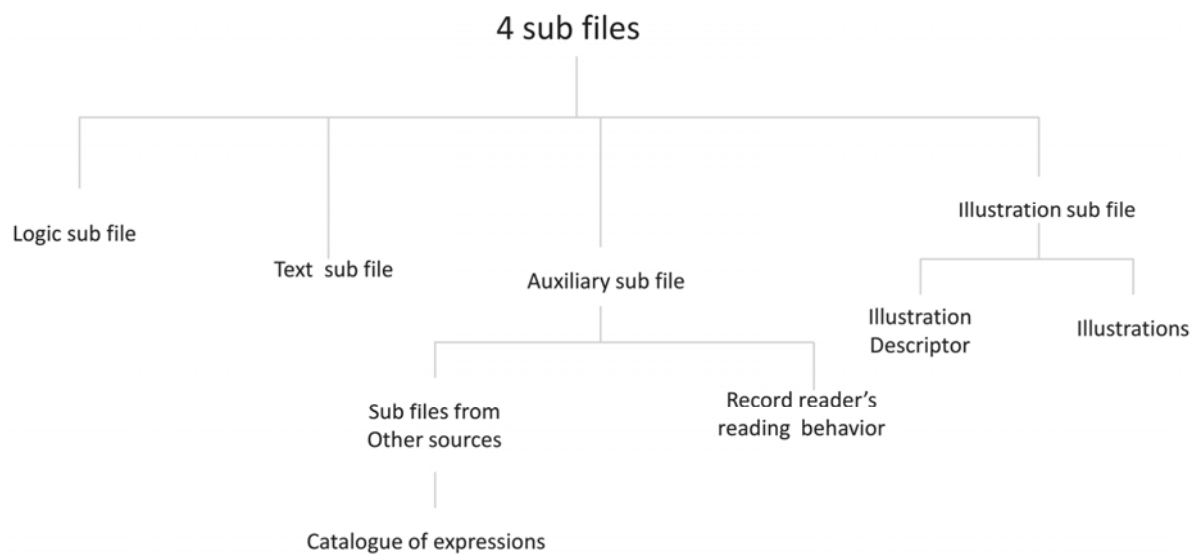 4 sub files
Logic sub file
Text sub file
Auxiliary sub file
Illustration sub file
Illustration
Descriptor
Illustrations
Sub files from
Other sources
Record reader's
reading behavior
Catalogue of expressions